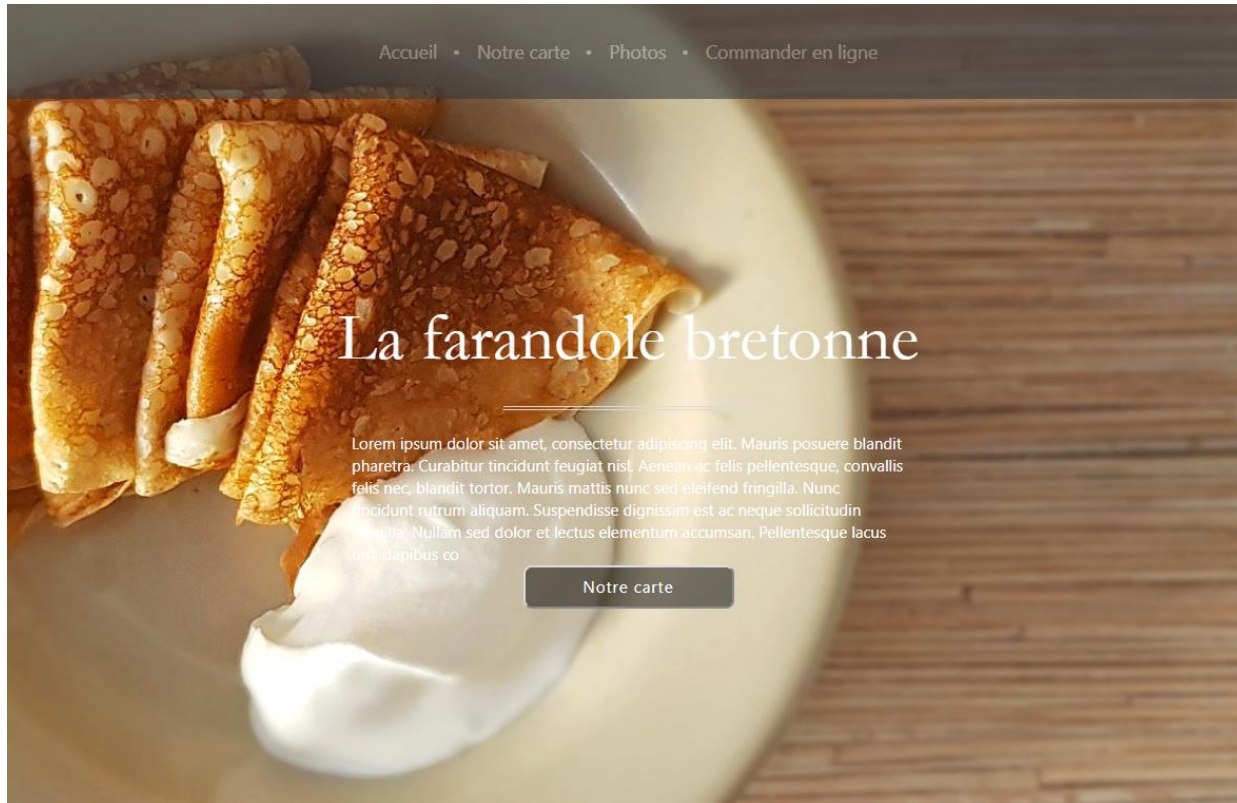 Accueil • Notre carte • Photos • Commander en ligne
La farandole bretonne
Lorem ipsum dolor sit amet, consectetur adipiscing elit. Mauris posuere blandit
pharetra. Curabitur tincidunt feugiat nisl. Aenean ac felis pellentesque, convallis
felis nec, blandit tortor. Mauris mattis nunc sed eleifend fringilla. Nunc
tincidunt rutrum aliquam. Suspendisse dignissim est ac neque sollicitudin
Nullam sed dolor et lectus elementum accumsan. Pellentesque lacus
dapibus co
Notre carte